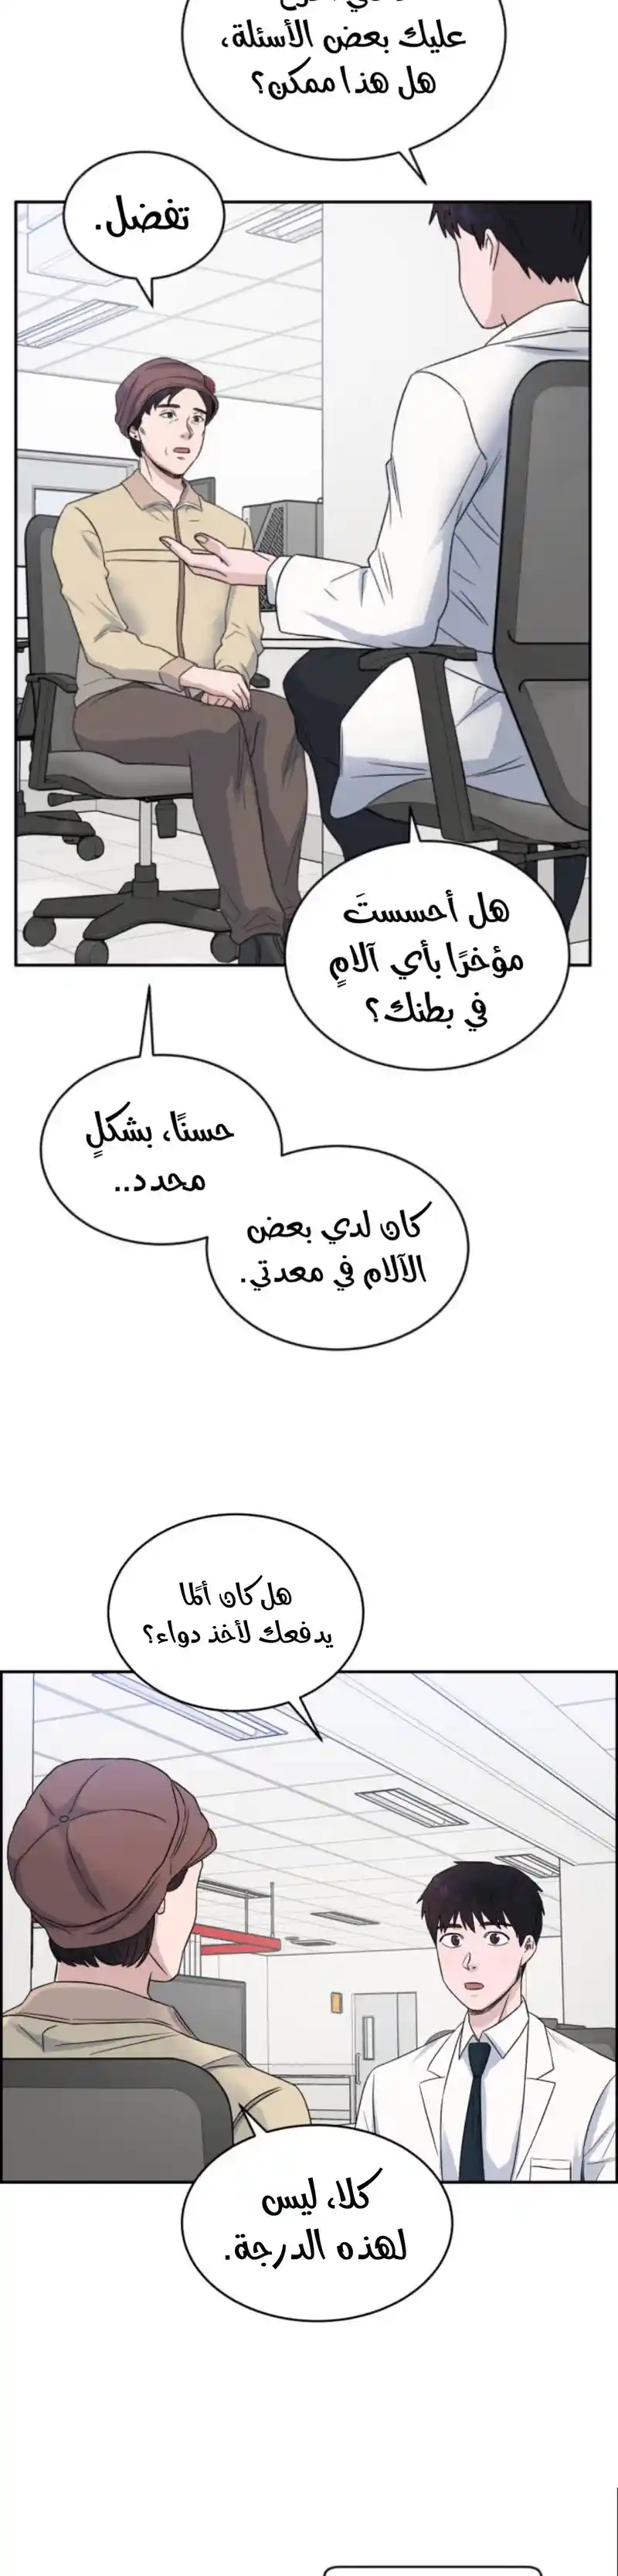 عليك بعض الأسئلة،
هل هذا ممكن؟
تفضل.
هل أحسستَ
مؤخرًا بأي آلامٍ
في بطنك؟
حسنًا، بشكلٍ
محدد..
كان لدي بعض
الآلام في معدتي.
هل كان ألمًا
يدفعك لأخذ دواء؟
كلا، ليس
لهذه الدرجة.